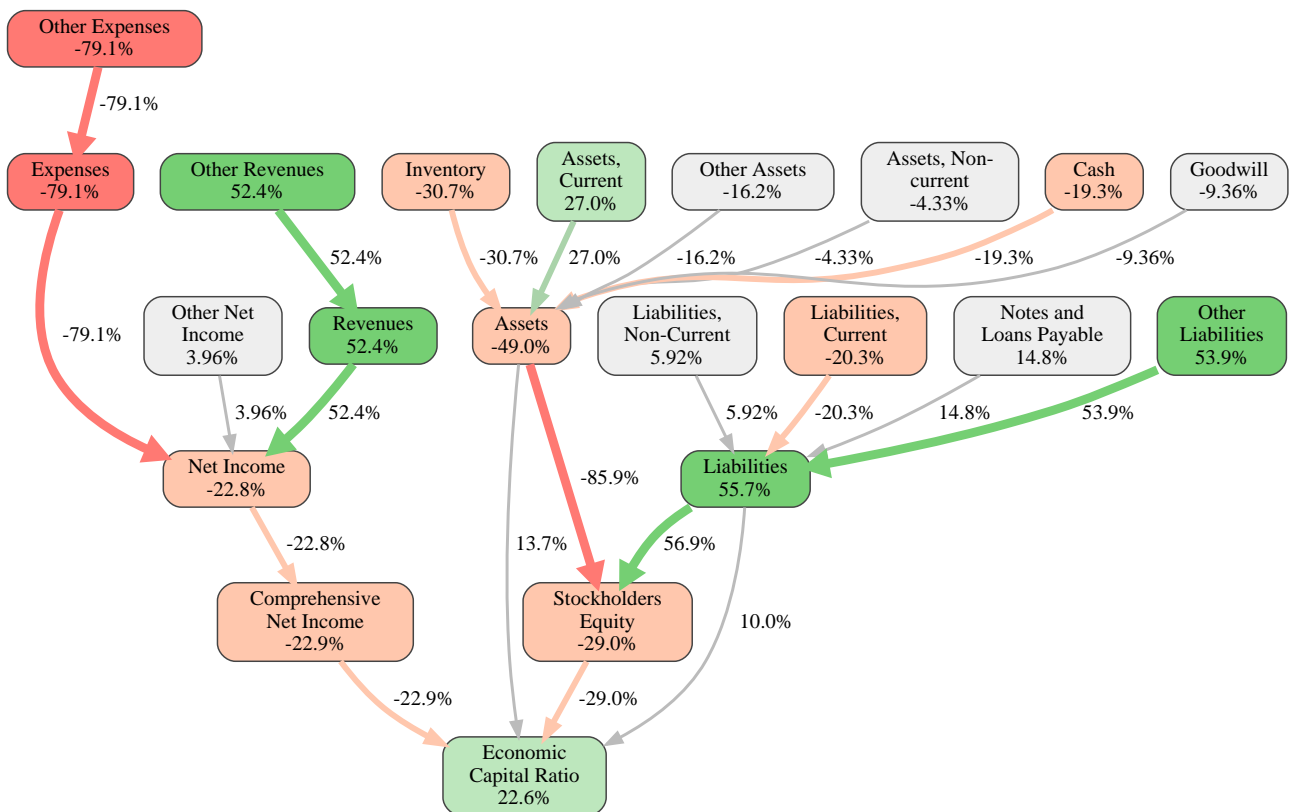 Other Expenses
-79.1%
-79.1%
Expenses
-79.1%
Other Revenues
52.4%
Inventory
-30.7%
Assets,
Current
27.0%
Other Assets
-16.2%
Assets, Non-
current
-4.33%
Cash
-19.3%
Goodwill
-9.36%
52.4%
-30.7%
27.0%
-16.2%
-4.33%
-19.3%
-9.36%
-79.1%
Other Net
Income
3.96%
Revenues
52.4%
Assets
-49.0%
Liabilities,
Non-Current
5.92%
Liabilities,
Current
-20.3%
Notes and
Loans Payable
14.8%
Other
Liabilities
53.9%
3.96%
52.4%
5.92%
-20.3%
14.8%
53.9%
Net Income
-22.8%
-85.9%
Liabilities
55.7%
-22.8%
13.7%
56.9%
Comprehensive
Net Income
-22.9%
Stockholders
Equity
-29.0%
10.0%
-22.9%
-29.0%
Economic
Capital Ratio
22.6%